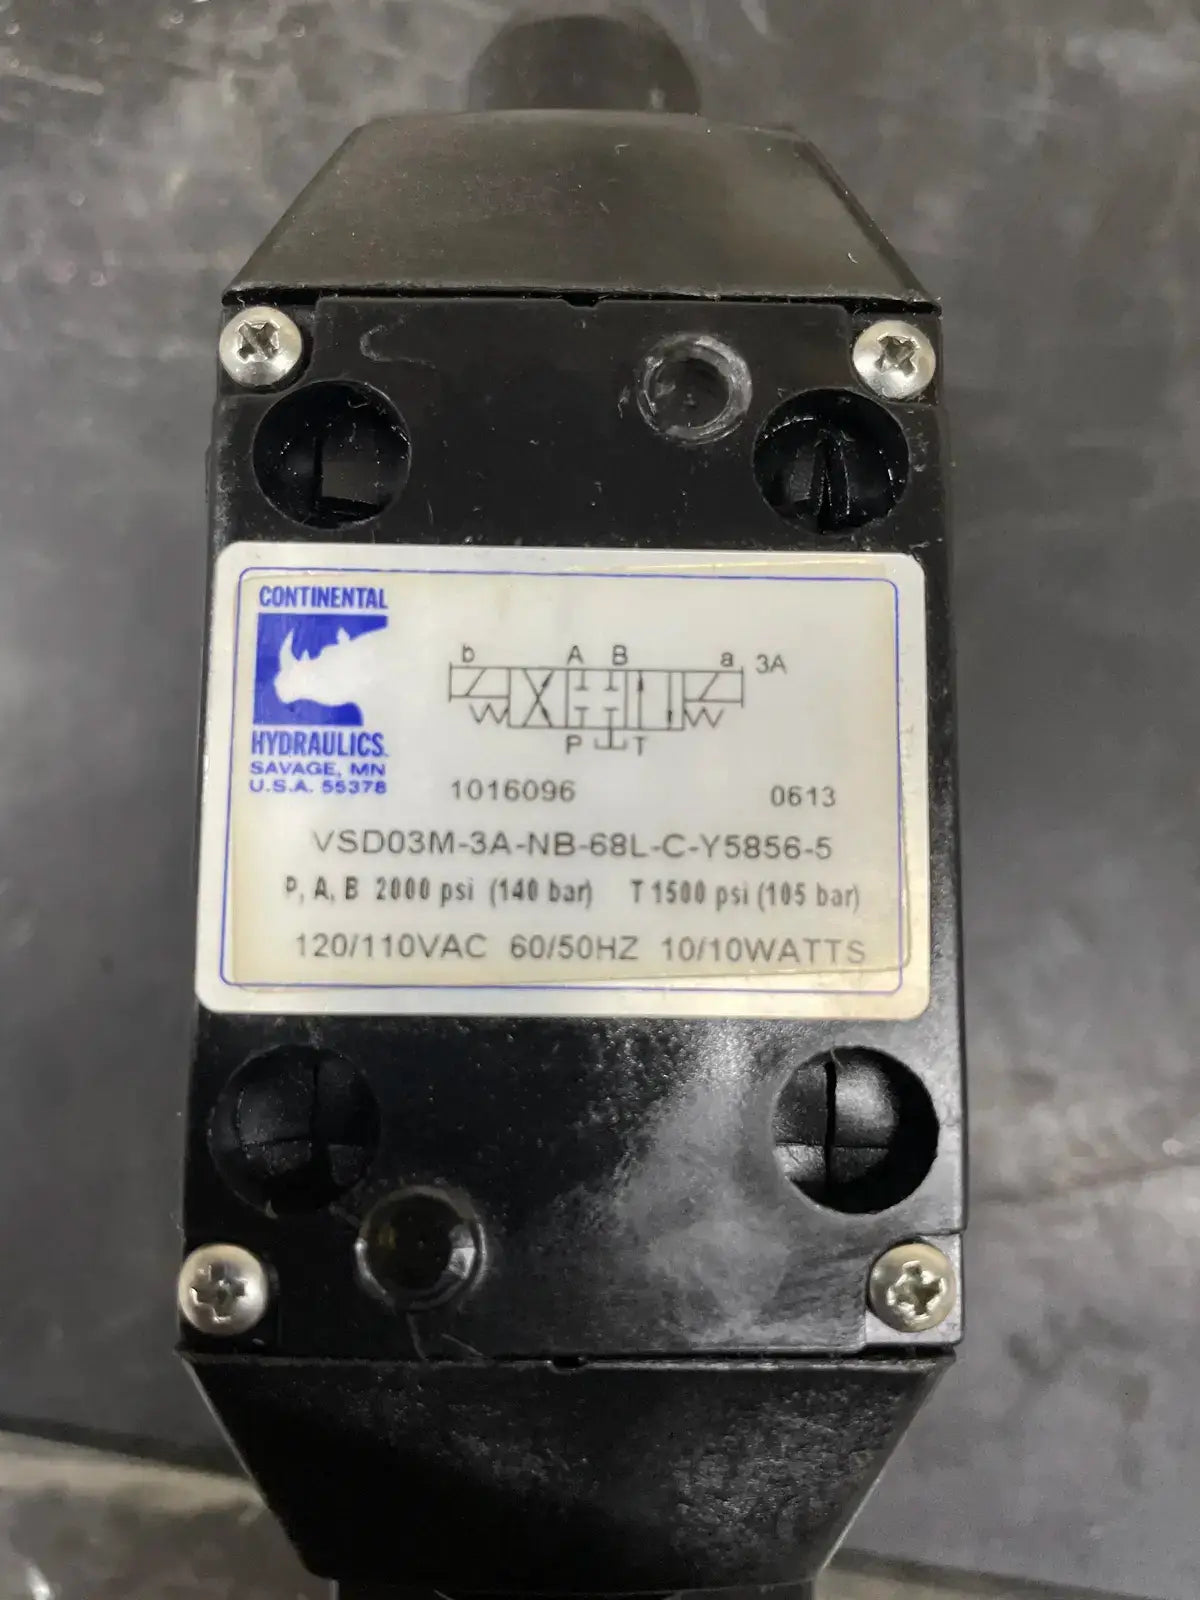 CONTINENTAL
HYDRAULICS
SAVAGE, MN
U.S.A. 55378
b A B a 3A
P T
1016096 0613
VSD03M-3A-NB-68L-C-Y5856-5
P, A, B 2000 psi (140 bar) T 1500 psi (105 bar)
120/110VAC 60/50HZ 10/10WATTS